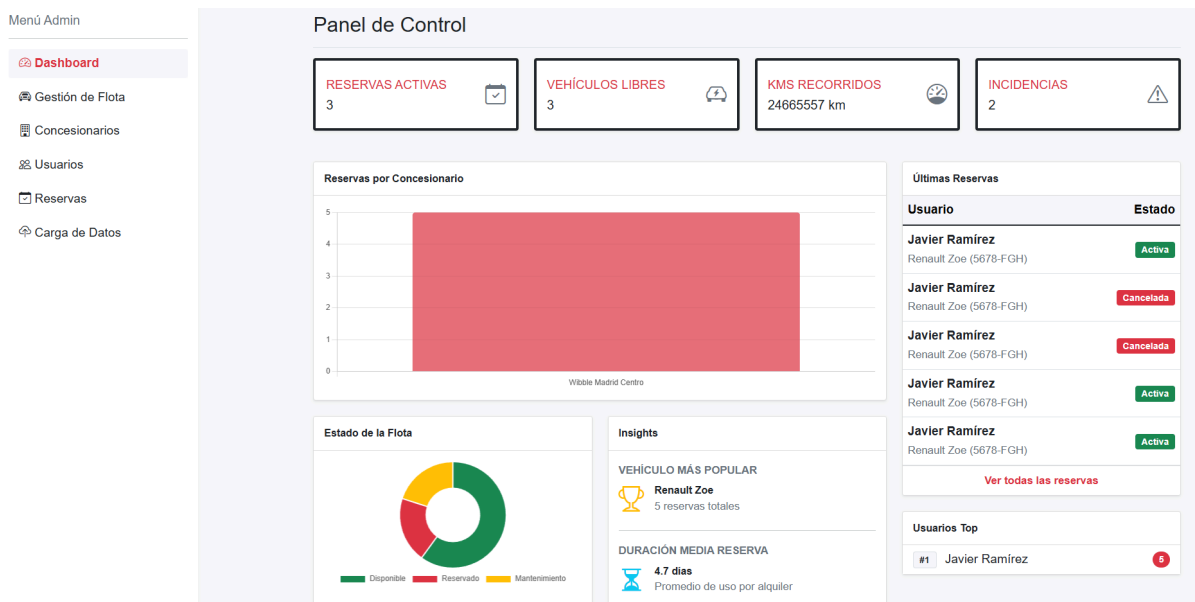 Menú Admin
Dashboard
Gestión de Flota
Concesionarios
Usuarios
Reservas
Carga de Datos
Panel de Control
RESERVAS ACTIVAS
3
VEHÍCULOS LIBRES
3
KMS RECORRIDOS
24665557 km
INCIDENCIAS
2
Reservas por Concesionario
5
4
3
2
1
0
Wibble Madrid Centro
Estado de la Flota
Disponible Reservado Mantenimiento
Insights
VEHÍCULO MÁS POPULAR
Renault Zoe
5 reservas totales
DURACIÓN MEDIA RESERVA
4.7 días
Promedio de uso por alquiler
Últimas Reservas
Usuario Estado
Javier Ramírez
Renault Zoe (5678-FGH)
Activa
Javier Ramírez
Renault Zoe (5678-FGH)
Cancelada
Javier Ramírez
Renault Zoe (5678-FGH)
Cancelada
Javier Ramírez
Renault Zoe (5678-FGH)
Activa
Javier Ramírez
Renault Zoe (5678-FGH)
Activa
Ver todas las reservas
Usuarios Top
#1 Javier Ramírez 5